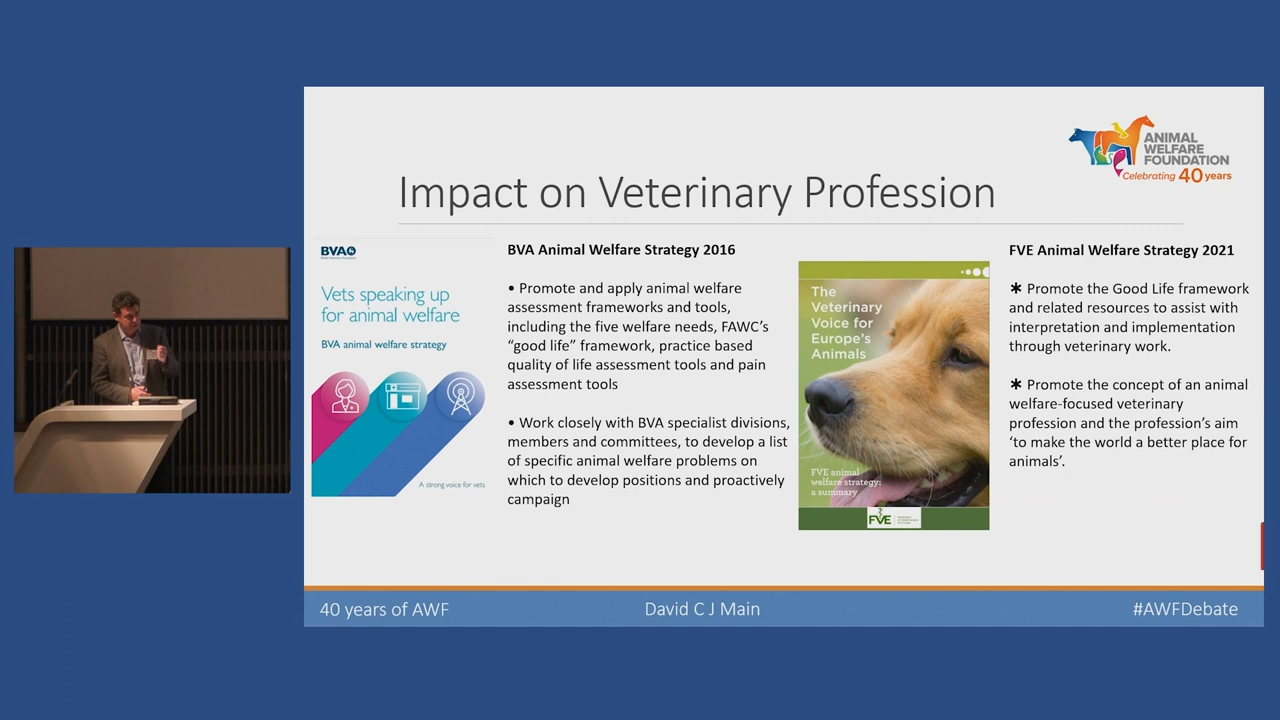 ANIMAL
WELFARE
FOUNDATION
Celebrating 40 years
Impact on Veterinary Profession
BVA
Vets speaking up
for animal welfare
BVA animal welfare strategy
A strong voice for vets
BVA Animal Welfare Strategy 2016
• Promote and apply animal welfare
assessment frameworks and tools,
including the five welfare needs, FAWC’s
“good life” framework, practice based
quality of life assessment tools and pain
assessment tools
• Work closely with BVA specialist divisions,
members and committees, to develop a list
of specific animal welfare problems on
which to develop positions and proactively
campaign
The
Veterinary
Voice for
Europe's
Animals
FVE animal
welfare strategy:
a summary
FVE
FVE Animal Welfare Strategy 2021
∗ Promote the Good Life framework
and related resources to assist with
interpretation and implementation
through veterinary work.
∗ Promote the concept of an animal
welfare-focused veterinary
profession and the profession’s aim
‘to make the world a better place for
animals’.
40 years of AWF
David C J Main
#AWFDebate